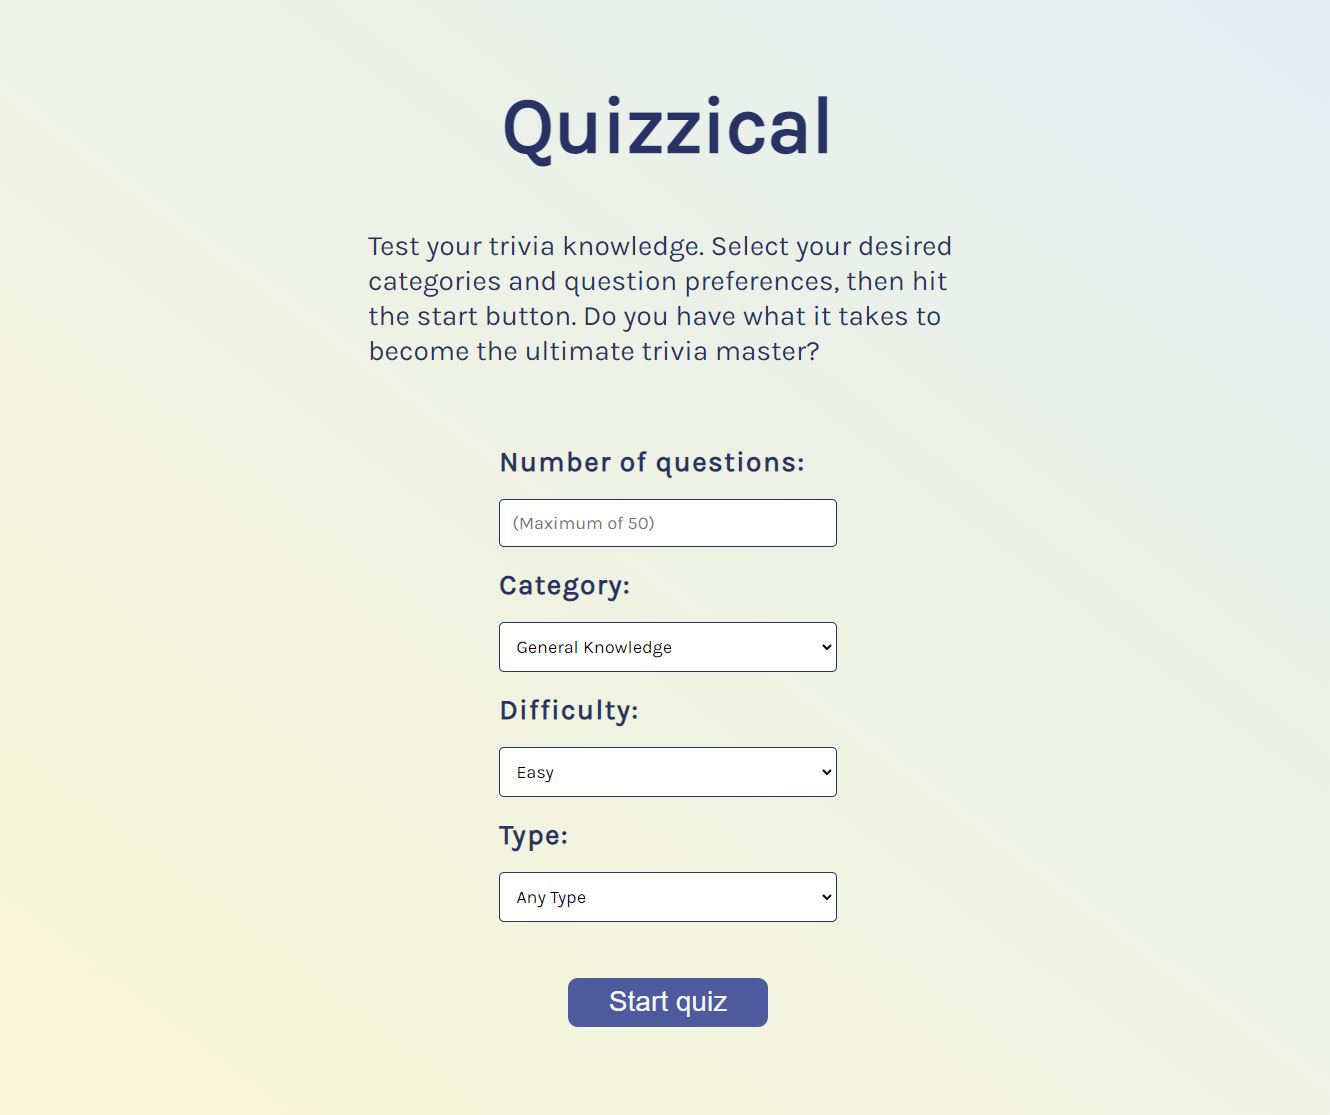 Quizzical
Test your trivia knowledge. Select your desired
categories and question preferences, then hit
the start button. Do you have what it takes to
become the ultimate trivia master?
Number of questions:
(Maximum of 50)
Category:
General Knowledge
Difficulty:
Easy
Type:
Any Type
Start quiz